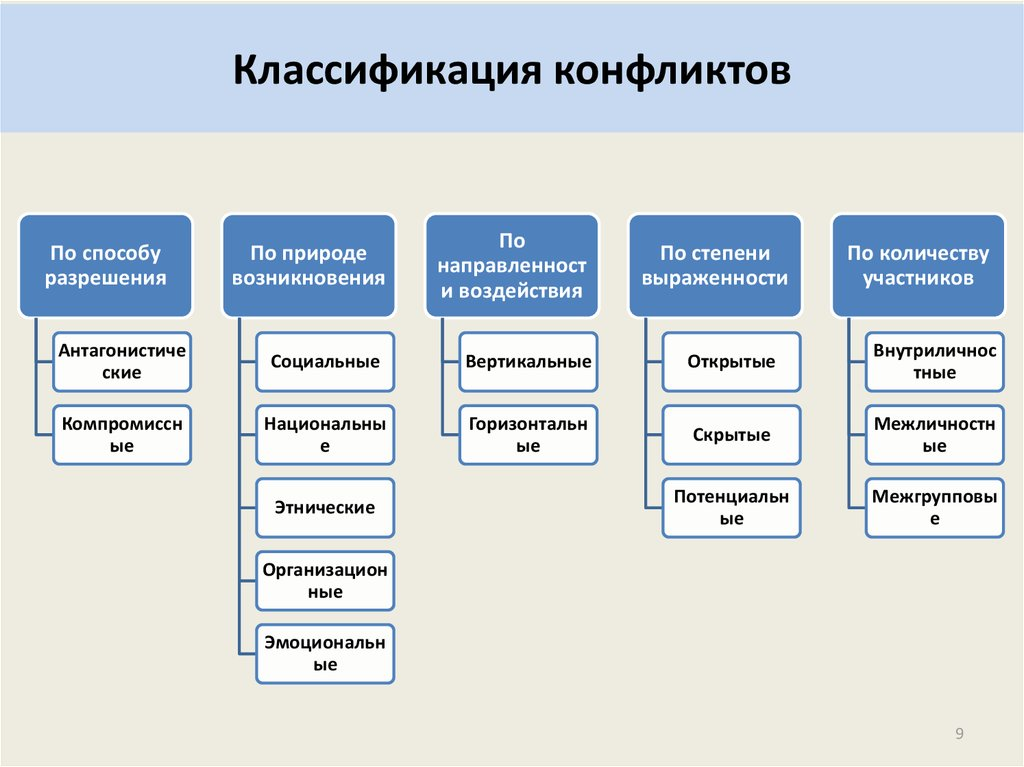 Классификация конфликтов
По способу
разрешения
Антагонистиче
ские
Компромиссн
ые
По природе
возникновения
Социальные
Национальны
е
Этнические
Организацион
ные
Эмоциональн
ые
По
направленност
и воздействия
Вертикальные
Горизонтальн
ые
По степени
выраженности
Открытые
Скрытые
Потенциальн
ые
По количеству
участников
Внутриличнос
тные
Межличностн
ые
Межгрупповы
е
9